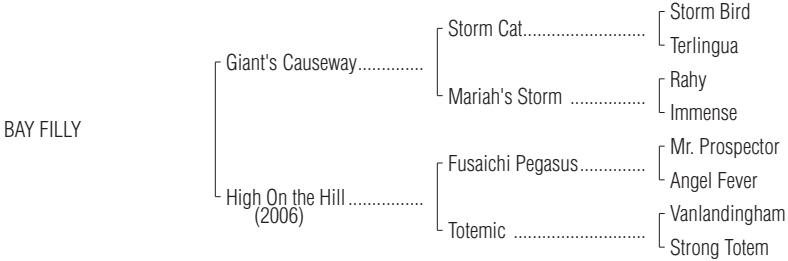 BAY FILLY
Giant's Causeway..............
High On the Hill................
(2006)
Storm Cat..........................
Mariah's Storm ................
Fusaichi Pegasus..............
Totemic ............................
Storm Bird
Terlingua
Rahy
Immense
Mr. Prospector
Angel Fever
Vanlandingham
Strong Totem